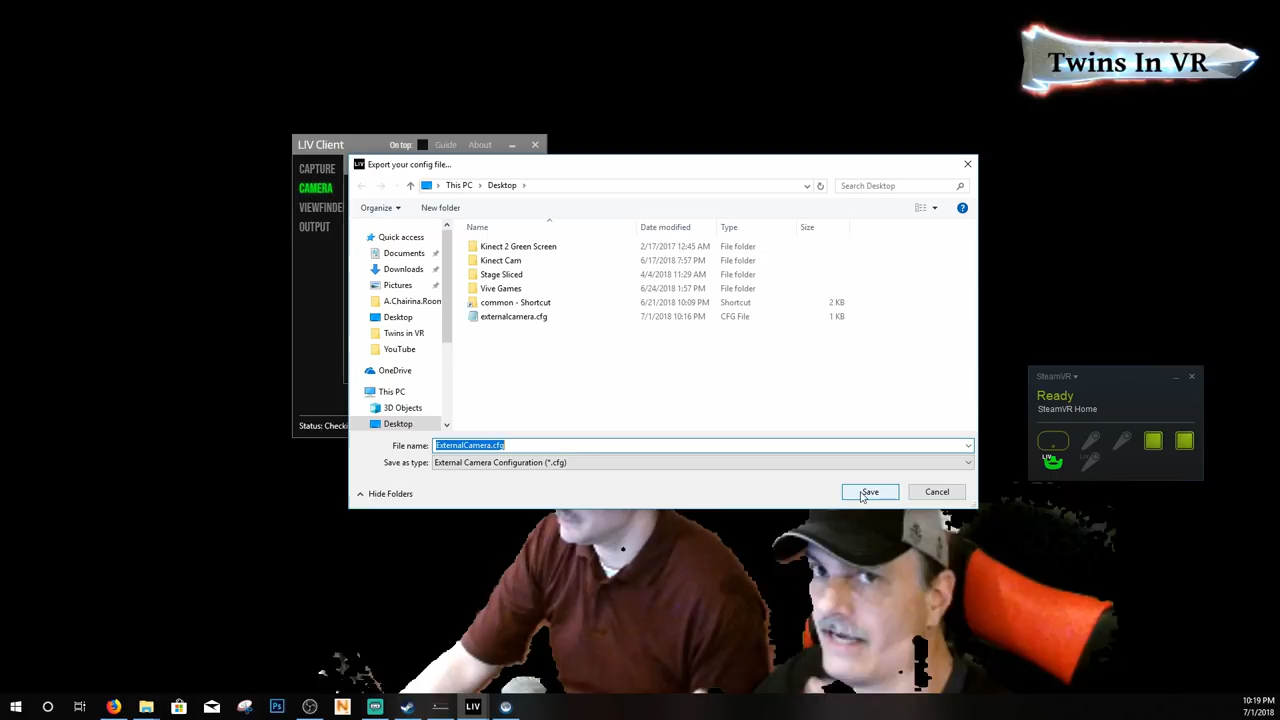 Twins In VR
LIV Client
On top:
Guide
About
CAPTURE
CAMERA
VIEWFINDE
OUTPUT
Status: Checki
LIV
Export your config file...
This PC
Desktop
Search Desktop
Organize
New folder
Quick access
Documents
Downloads
Pictures
A.Chairina.Room
Desktop
Twins in VR
YouTube
OneDrive
This PC
3D Objects
Desktop
Name
Date modified
Type
Size
Kinect 2 Green Screen 2/17/2017 12:45 AM File folder
Kinect Cam 6/17/2018 7:57 PM File folder
Stage Sliced 4/4/2018 11:29 AM File folder
Vive Games 6/24/2018 1:57 PM File folder
common - Shortcut 6/21/2018 10:09 PM Shortcut 2 KB
externalcamera.cfg 7/1/2018 10:16 PM CFG File 1 KB
File name: ExternalCamera.cfg
Save as type: External Camera Configuration (*.cfg)
Hide Folders
Save
Cancel
SteamVR
Ready
SteamVR Home
LIV
LIV
Ps
N
LIV
10:19 PM
7/1/2018